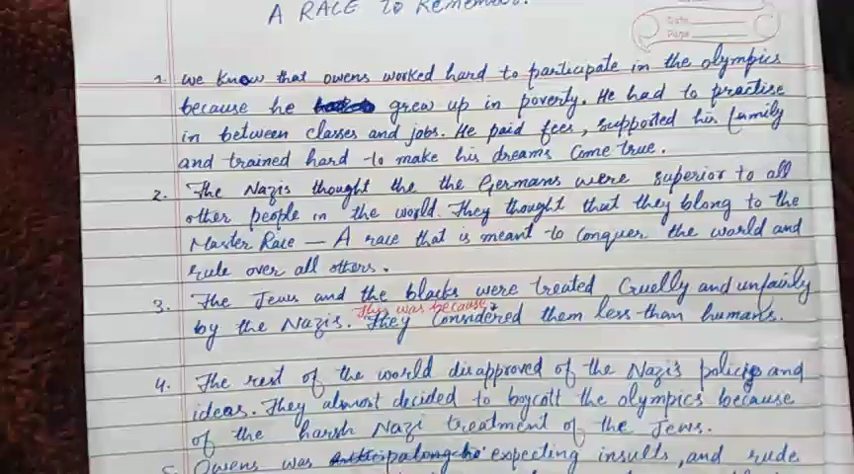 A RACE TO REMEMBER.
Date
Page
1. we know that owens worked hard to participate in the olympics
because he grew up in poverty. He had to practise
in between classes and jobs. He paid fees, supported his family
and trained hard to make his dreams come true.
2. The Nazis thought the the Germans were superior to all
other people in the world. They thought that they blong to the
Master Race — A race that is meant to conquer the world and
rule over all others.
3. The Jews and the blacks were treated cruelly and unfairly
This was because
by the Nazis. They considered them less than humans.
4. The rest of the world disapproved of the Nazi's policies and
ideas. They almost decided to boycott the olympics because
of the harsh Nazi treatment of the Jews.
5. Owens was expecting insults, and rude